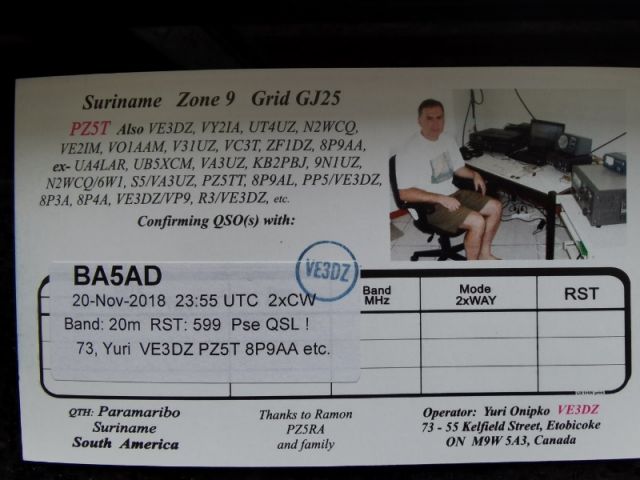 Suriname Zone 9 Grid GJ25
PZ5T Also VE3DZ, VY2IA, UT4UZ, N2WCQ,
VE2IM, VO1AAM, V31UZ, VC3T, ZF1DZ, 8P9AA,
ex- UA4LAR, UB5XCM, VA3UZ, KB2PBJ, 9N1UZ,
N2WCQ/6W1, S5/VA3UZ, PZ5TT, 8P9AL, PP5/VE3DZ,
8P3A, 8P4A, VE3DZ/VP9, R3/VE3DZ, etc.
Confirming QSO(s) with:
VE3DZ
BA5AD
20-Nov-2018 23:55 UTC 2xCW
Band: 20m RST: 599 Pse QSL !
73, Yuri VE3DZ PZ5T 8P9AA etc.
Band
MHz
Mode
2xWAY
RST
QTH: Paramaribo
Suriname
South America
Thanks to Ramon
PZ5RA
and family
Operator: Yuri Onipko VE3DZ
73 - 55 Kelfield Street, Etobicoke
ON M9W 5A3, Canada